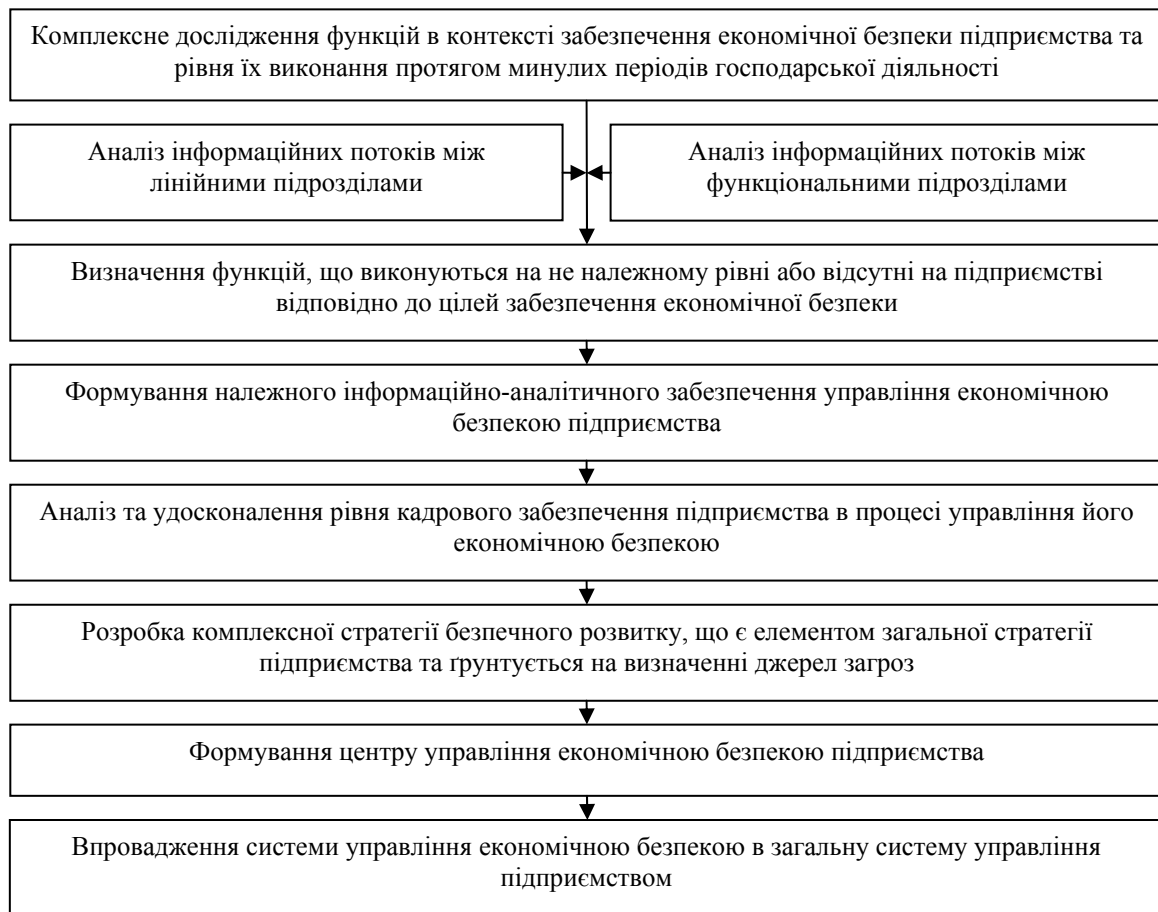 Комплексне дослідження функцій в контексті забезпечення економічної безпеки підприємства та
рівня їх виконання протягом минулих періодів господарської діяльності
Аналіз інформаційних потоків між
лінійними підрозділами
Аналіз інформаційних потоків між
функціональними підрозділами
Визначення функцій, що виконуються на не належному рівні або відсутні на підприємстві
відповідно до цілей забезпечення економічної безпеки
Формування належного інформаційно-аналітичного забезпечення управління економічною
безпекою підприємства
Аналіз та удосконалення рівня кадрового забезпечення підприємства в процесі управління його
економічною безпекою
Розробка комплексної стратегії безпечного розвитку, що є елементом загальної стратегії
підприємства та ґрунтується на визначенні джерел загроз
Формування центру управління економічною безпекою підприємства
Впровадження системи управління економічною безпекою в загальну систему управління
підприємством